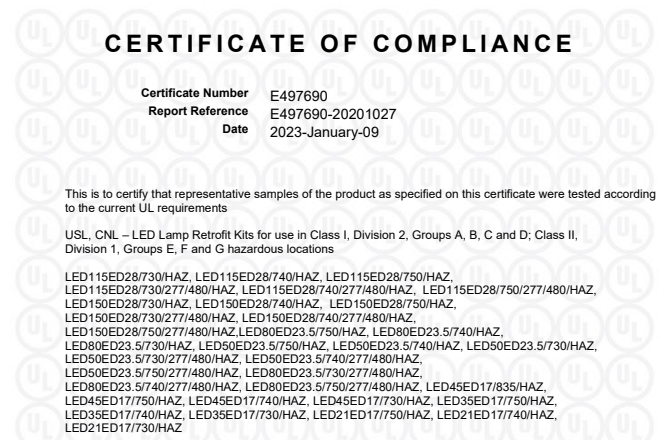 CERTIFICATE OF COMPLIANCE
Certificate Number E497690
Report Reference E497690-20201027
Date 2023-January-09
This is to certify that representative samples of the product as specified on this certificate were tested according
to the current UL requirements
USL, CNL – LED Lamp Retrofit Kits for use in Class I, Division 2, Groups A, B, C and D; Class II,
Division 1, Groups E, F and G hazardous locations
LED115ED28/730/HAZ, LED115ED28/740/HAZ, LED115ED28/750/HAZ,
LED115ED28/730/277/480/HAZ, LED115ED28/740/277/480/HAZ, LED115ED28/750/277/480/HAZ,
LED150ED28/730/HAZ, LED150ED28/740/HAZ, LED150ED28/750/HAZ,
LED150ED28/730/277/480/HAZ, LED150ED28/740/277/480/HAZ,
LED150ED28/750/277/480/HAZ,LED80ED23.5/750/HAZ, LED80ED23.5/740/HAZ,
LED80ED23.5/730/HAZ, LED50ED23.5/750/HAZ, LED50ED23.5/740/HAZ, LED50ED23.5/730/HAZ,
LED50ED23.5/730/277/480/HAZ, LED50ED23.5/740/277/480/HAZ,
LED50ED23.5/750/277/480/HAZ, LED80ED23.5/730/277/480/HAZ,
LED80ED23.5/740/277/480/HAZ, LED80ED23.5/750/277/480/HAZ, LED45ED17/835/HAZ,
LED45ED17/750/HAZ, LED45ED17/740/HAZ, LED45ED17/730/HAZ, LED35ED17/750/HAZ,
LED35ED17/740/HAZ, LED35ED17/730/HAZ, LED21ED17/750/HAZ, LED21ED17/740/HAZ,
LED21ED17/730/HAZ